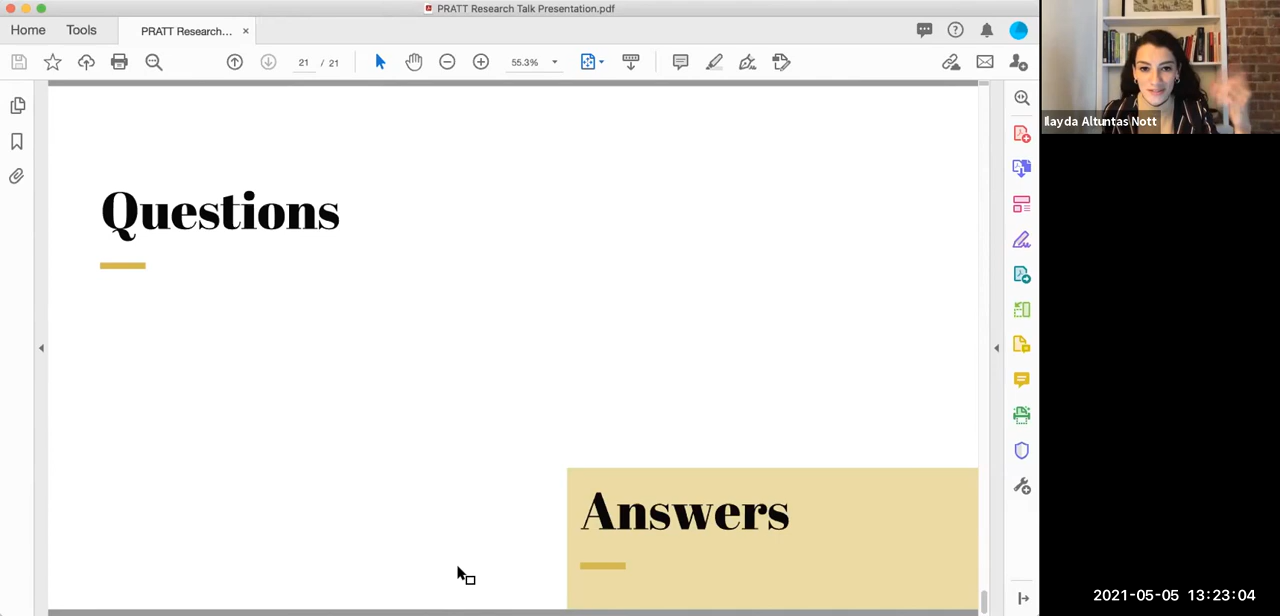 PRATT Research Talk Presentation.pdf
Home Tools PRATT Research... ×
21 / 21 55.3%
Questions
Answers
Ilayda Altuntas Nott
2021-05-05 13:23:04